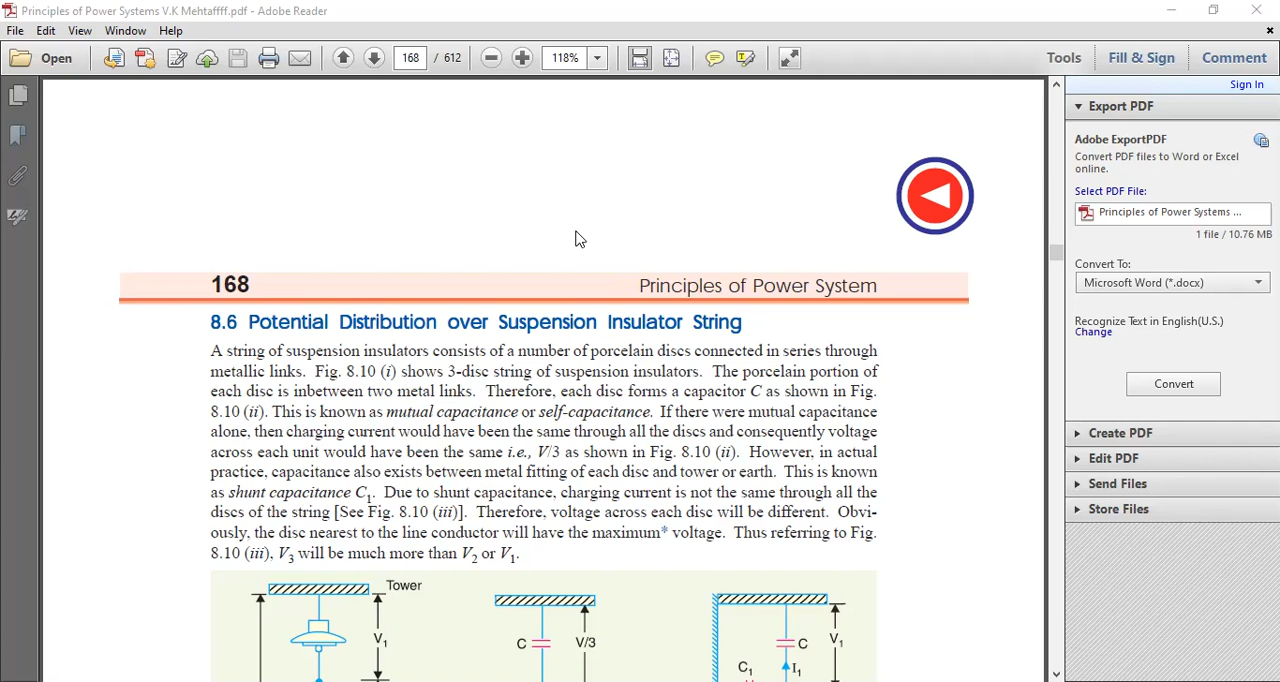 Principles of Power Systems V.K Mehtaffff.pdf - Adobe Reader
File Edit View Window Help
Open 168 / 612 118% Tools Fill & Sign Comment
Sign In
Export PDF
Adobe ExportPDF
Convert PDF files to Word or Excel
online.
Select PDF File:
Principles of Power Systems ...
1 file / 10.76 MB
Convert To:
Microsoft Word (*.docx)
Recognize Text in English(U.S.)
Change
Convert
Create PDF
Edit PDF
Send Files
Store Files
168 Principles of Power System
8.6 Potential Distribution over Suspension Insulator String
A string of suspension insulators consists of a number of porcelain discs connected in series through
metallic links. Fig. 8.10 (i) shows 3-disc string of suspension insulators. The porcelain portion of
each disc is inbetween two metal links. Therefore, each disc forms a capacitor C as shown in Fig.
8.10 (ii). This is known as mutual capacitance or self-capacitance. If there were mutual capacitance
alone, then charging current would have been the same through all the discs and consequently voltage
across each unit would have been the same i.e., V/3 as shown in Fig. 8.10 (ii). However, in actual
practice, capacitance also exists between metal fitting of each disc and tower or earth. This is known
as shunt capacitance C₁. Due to shunt capacitance, charging current is not the same through all the
discs of the string [See Fig. 8.10 (iii)]. Therefore, voltage across each disc will be different. Obvi-
ously, the disc nearest to the line conductor will have the maximum* voltage. Thus referring to Fig.
8.10 (iii), V₃ will be much more than V₂ or V₁.
Tower
V₁ C V/3 C V₁
C₁ I₁